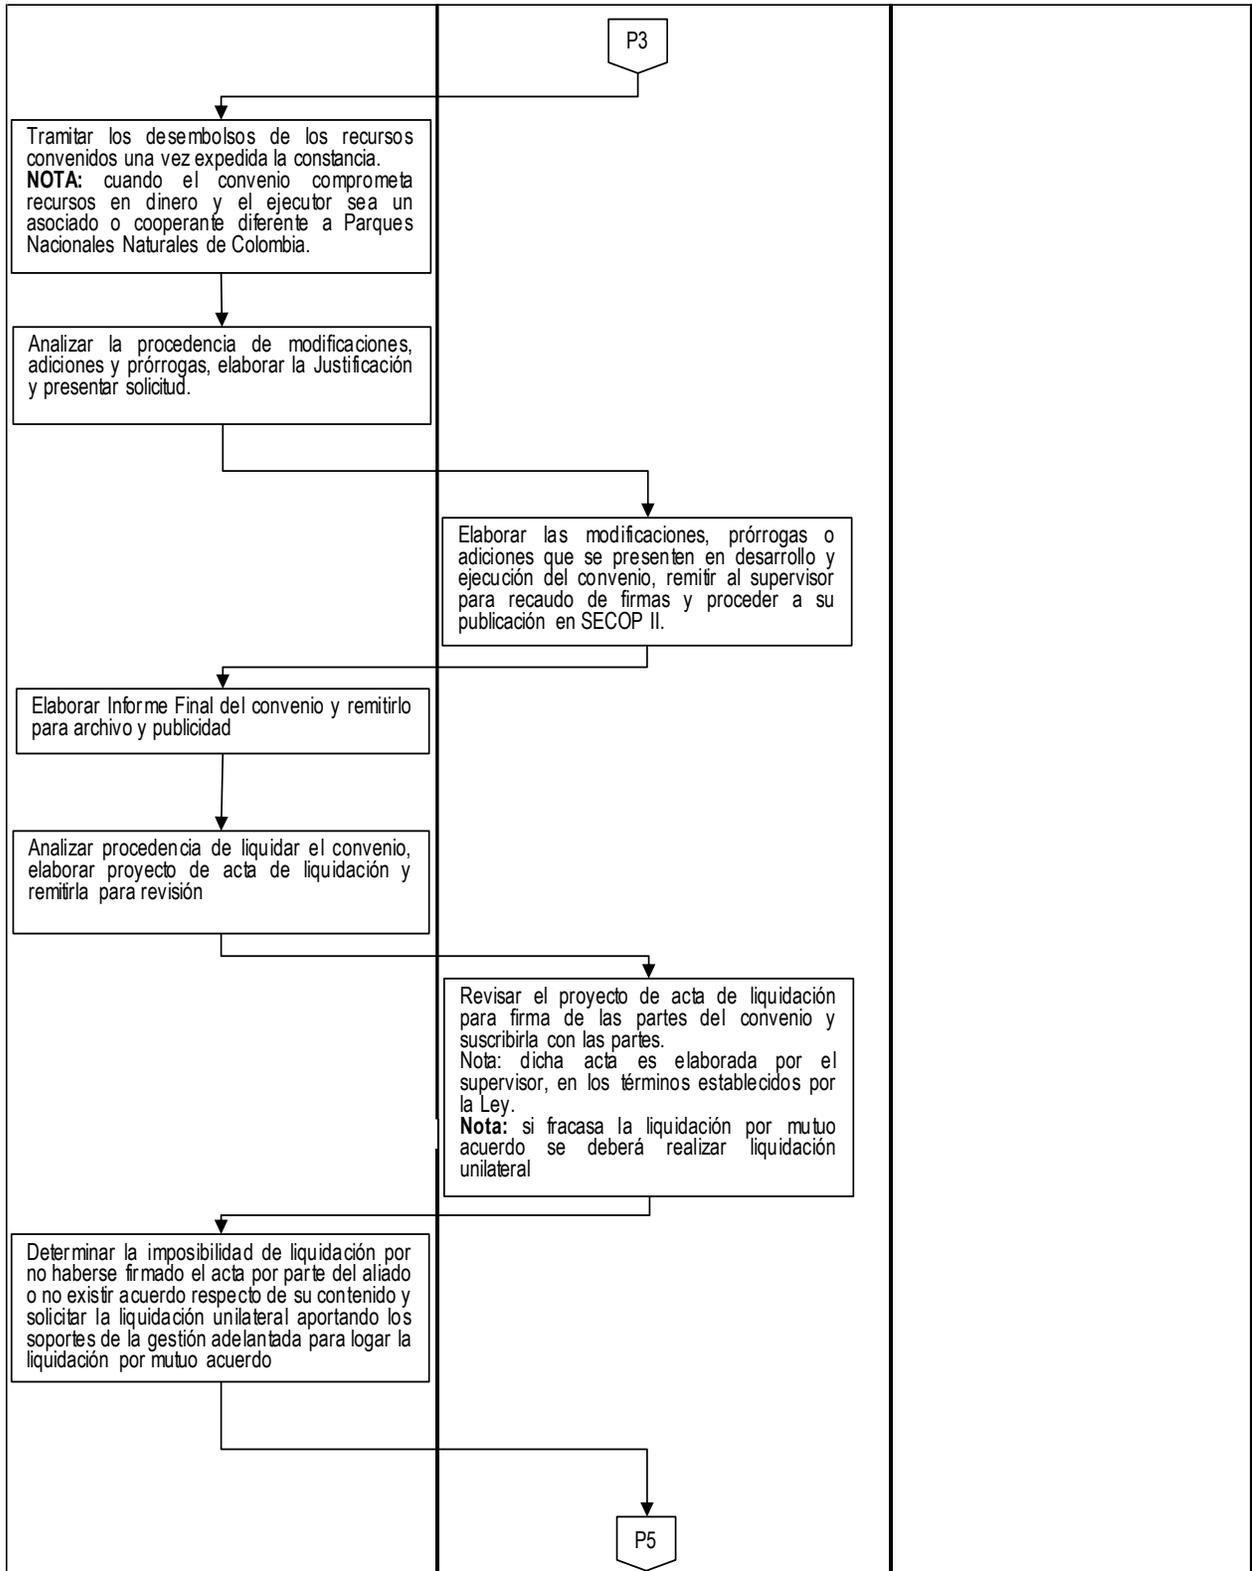 P3
Tramitar los desembolsos de los recursos
convenidos una vez expedida la constancia.
NOTA: cuando el convenio comprometa
recursos en dinero y el ejecutor sea un
asociado o cooperante diferente a Parques
Nacionales Naturales de Colombia.
Analizar la procedencia de modificaciones,
adiciones y prórrogas, elaborar la Justificación
y presentar solicitud.
Elaborar las modificaciones, prórrogas o
adiciones que se presenten en desarrollo y
ejecución del convenio, remitir al supervisor
para recaudo de firmas y proceder a su
publicación en SECOP II.
Elaborar Informe Final del convenio y remitirlo
para archivo y publicidad
Analizar procedencia de liquidar el convenio,
elaborar proyecto de acta de liquidación y
remitirla para revisión
Revisar el proyecto de acta de liquidación
para firma de las partes del convenio y
suscribirla con las partes.
Nota: dicha acta es elaborada por el
supervisor, en los términos establecidos por
la Ley.
Nota: si fracasa la liquidación por mutuo
acuerdo se deberá realizar liquidación
unilateral
Determinar la imposibilidad de liquidación por
no haberse firmado el acta por parte del aliado
o no existir acuerdo respecto de su contenido y
solicitar la liquidación unilateral aportando los
soportes de la gestión adelantada para logar la
liquidación por mutuo acuerdo
P5